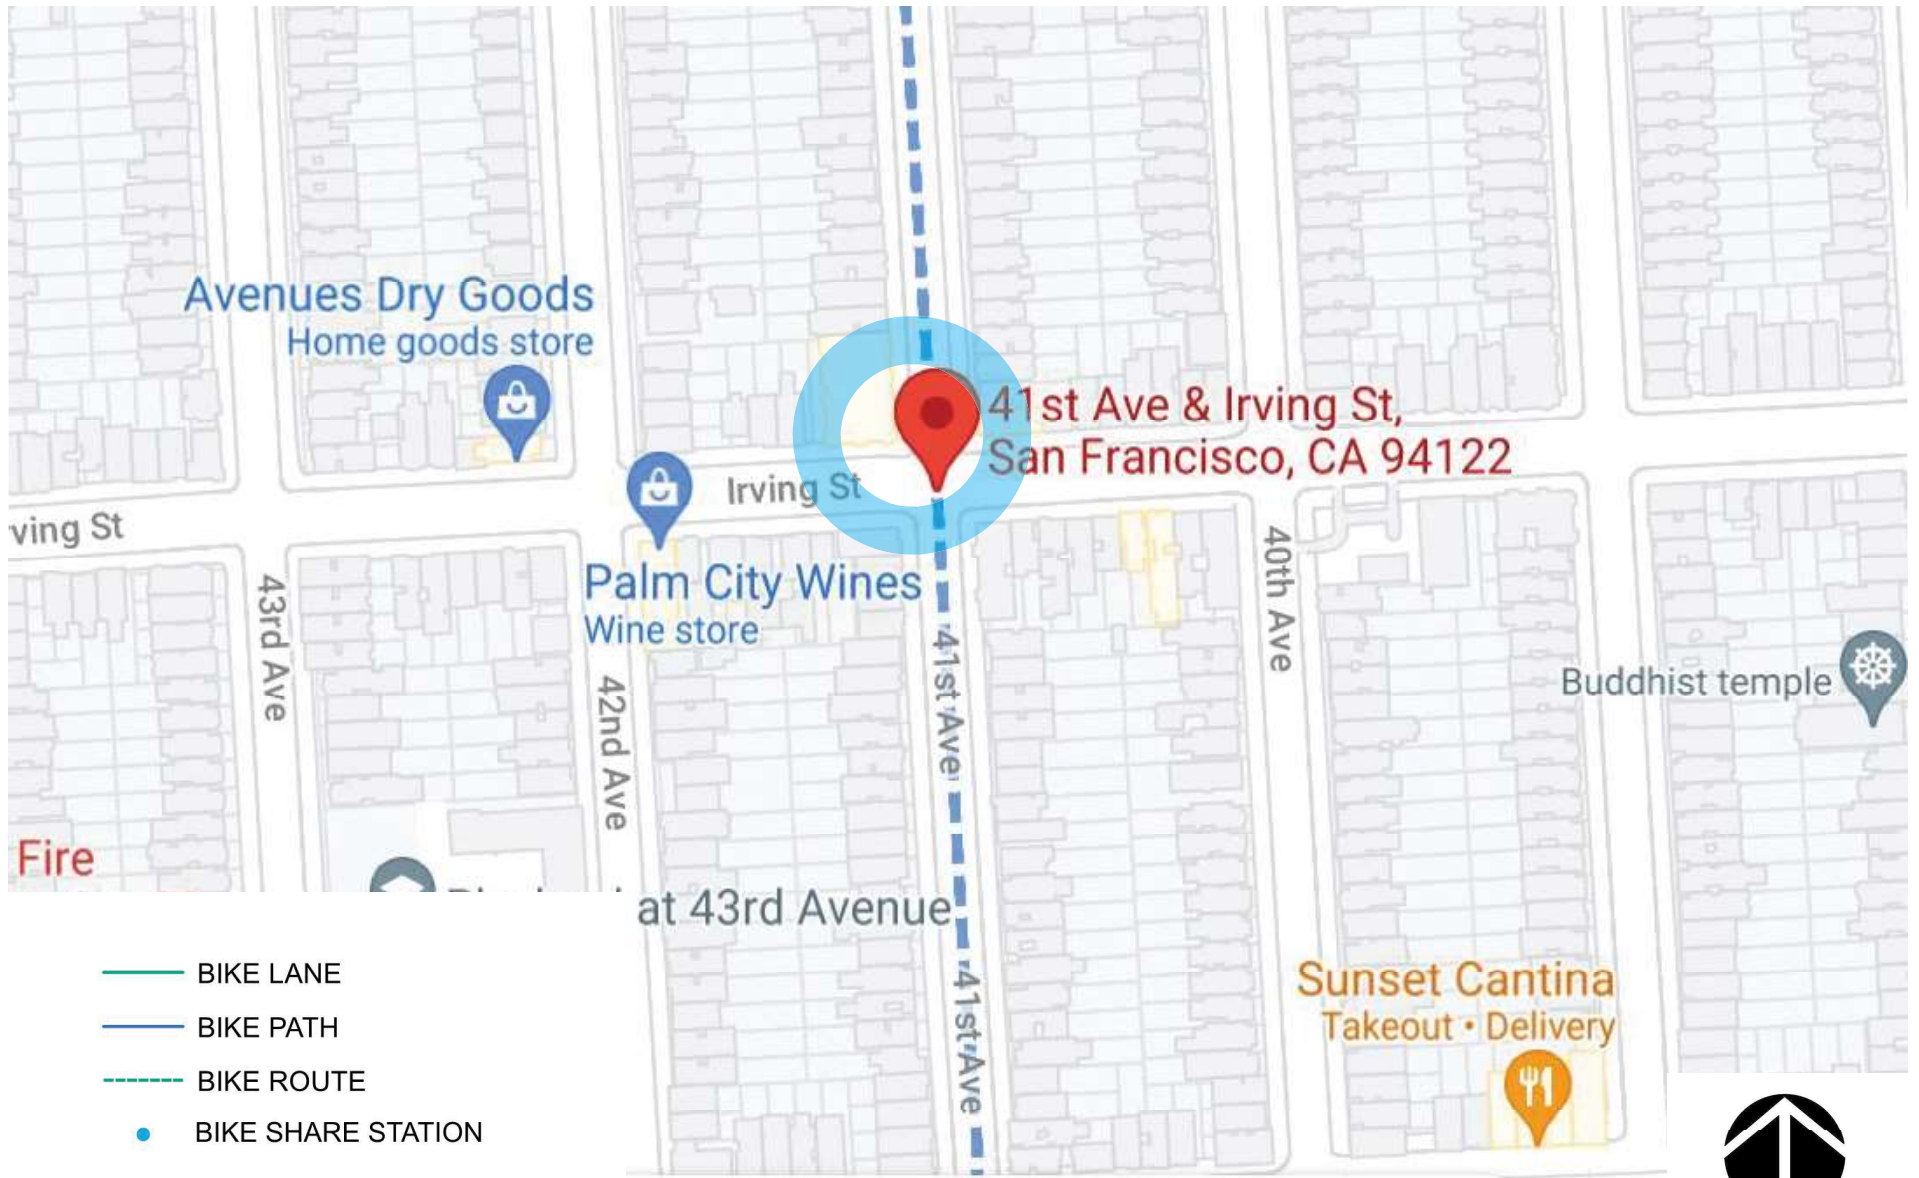 Avenues Dry Goods
Home goods store
41st Ave & Irving St,
San Francisco, CA 94122
Irving St
ving St
Palm City Wines
Wine store
43rd Ave
42nd Ave
41st Ave
40th Ave
Buddhist temple
Fire
at 43rd Avenue
41st Ave
Sunset Cantina
Takeout • Delivery
BIKE LANE
BIKE PATH
BIKE ROUTE
BIKE SHARE STATION